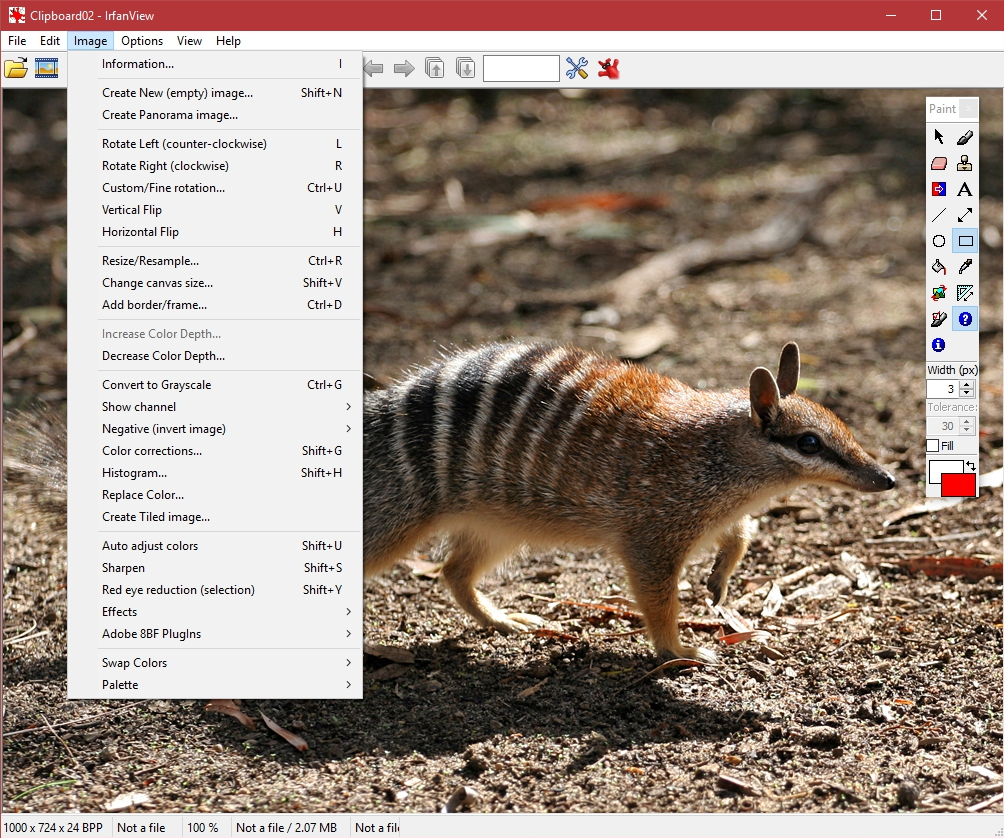 Clipboard02 - IrfanView
File Edit Image Options View Help
Information... I
Create New (empty) image... Shift+N
Create Panorama image...
Rotate Left (counter-clockwise) L
Rotate Right (clockwise) R
Custom/Fine rotation... Ctrl+U
Vertical Flip V
Horizontal Flip H
Resize/Resample... Ctrl+R
Change canvas size... Shift+V
Add border/frame... Ctrl+D
Increase Color Depth...
Decrease Color Depth...
Convert to Grayscale Ctrl+G
Show channel
Negative (invert image)
Color corrections... Shift+G
Histogram... Shift+H
Replace Color...
Create Tiled image...
Auto adjust colors Shift+U
Sharpen Shift+S
Red eye reduction (selection) Shift+Y
Effects
Adobe 8BF PlugIns
Swap Colors
Palette
Paint
A
?
i
Width (px)
3
Tolerance:
30
Fill
1000 x 724 x 24 BPP Not a file 100 % Not a file / 2.07 MB Not a fil